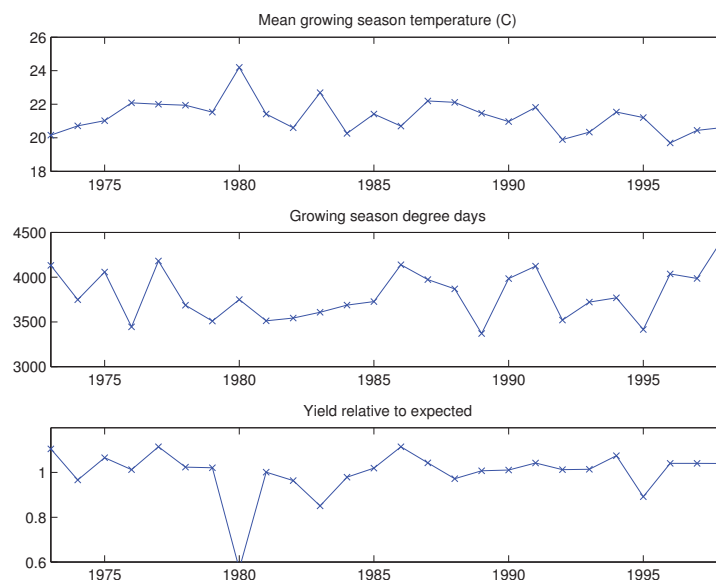 Mean growing season temperature (C)
26
24
22
20
18
1975 1980 1985 1990 1995
Growing season degree days
4500
4000
3500
3000
1975 1980 1985 1990 1995
Yield relative to expected
1
0.8
0.6
1975 1980 1985 1990 1995